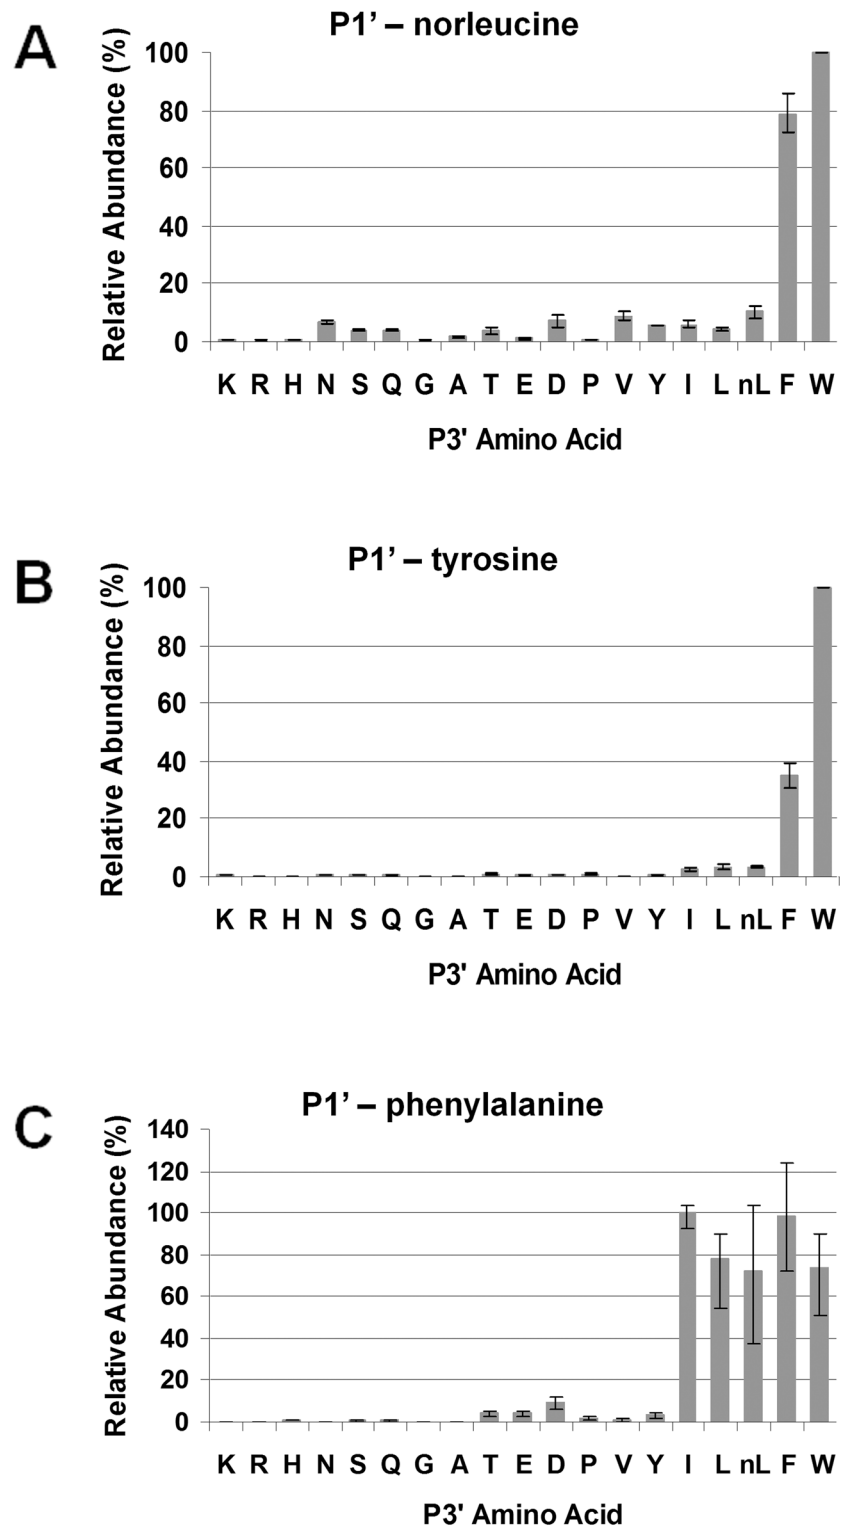 A
P1’ – norleucine
Relative Abundance (%)
100
80
60
40
20
0
K R H N S Q G A T E D P V Y I L nL F W
P3' Amino Acid
B
P1’ – tyrosine
Relative Abundance (%)
100
80
60
40
20
0
K R H N S Q G A T E D P V Y I L nL F W
P3' Amino Acid
C
P1’ – phenylalanine
Relative Abundance (%)
140
120
100
80
60
40
20
0
K R H N S Q G A T E D P V Y I L nL F W
P3' Amino Acid